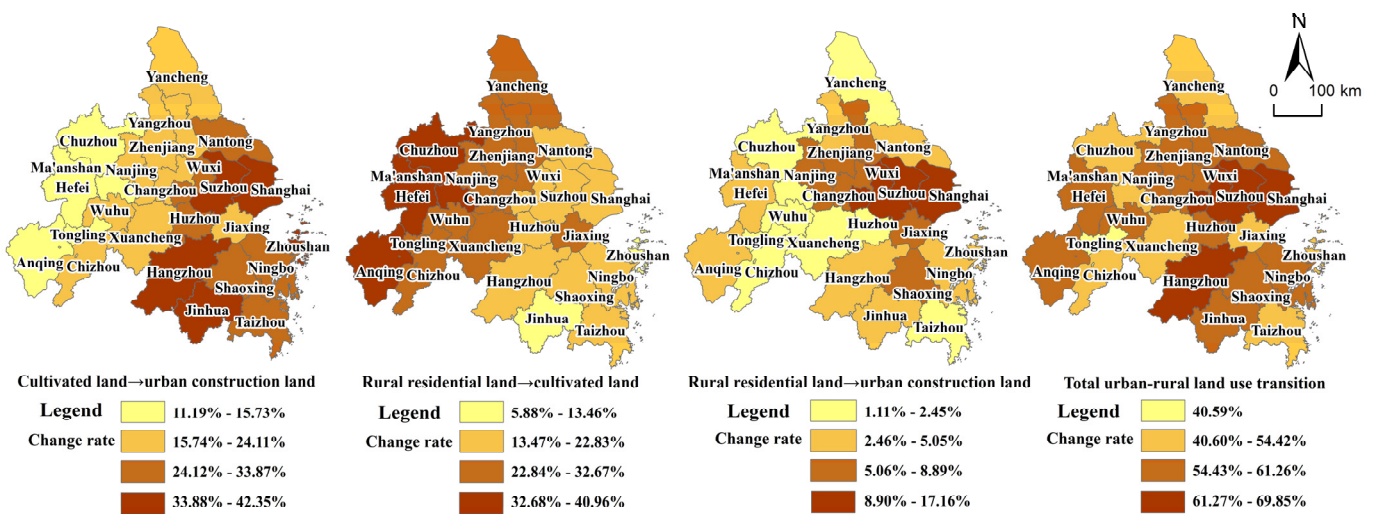 Yancheng
Yangzhou
Chuzhou
Zhenjiang
Nantong
Ma'anshan
Nanjing
Wuxi
Hefei
Changzhou
Suzhou
Shanghai
Wuhu
Huzhou
Tongling
Xuancheng
Jiaxing
Zhoushan
Anqing
Chizhou
Hangzhou
Ningbo
Shaoxing
Jinhua
Taizhou
Cultivated land→urban construction land
Legend
Change rate
11.19% - 15.73%
15.74% - 24.11%
24.12% - 33.87%
33.88% - 42.35%
Yancheng
Yangzhou
Chuzhou
Zhenjiang
Nantong
Ma'anshan
Nanjing
Wuxi
Hefei
Changzhou
Suzhou
Shanghai
Wuhu
Huzhou
Tongling
Xuancheng
Jiaxing
Zhoushan
Anqing
Chizhou
Hangzhou
Ningbo
Shaoxing
Jinhua
Taizhou
Rural residential land→cultivated land
Legend
Change rate
5.88% - 13.46%
13.47% - 22.83%
22.84% - 32.67%
32.68% - 40.96%
Yancheng
Yangzhou
Chuzhou
Zhenjiang
Nantong
Ma'anshan
Nanjing
Wuxi
Hefei
Changzhou
Suzhou
Shanghai
Wuhu
Huzhou
Tongling
Xuancheng
Jiaxing
Zhoushan
Anqing
Chizhou
Hangzhou
Ningbo
Shaoxing
Jinhua
Taizhou
Rural residential land→urban construction land
Legend
Change rate
1.11% - 2.45%
2.46% - 5.05%
5.06% - 8.89%
8.90% - 17.16%
N
0 100 km
Yancheng
Yangzhou
Chuzhou
Zhenjiang
Nantong
Ma'anshan
Nanjing
Wuxi
Hefei
Changzhou
Suzhou
Shanghai
Wuhu
Huzhou
Tongling
Xuancheng
Jiaxing
Zhoushan
Anqing
Chizhou
Hangzhou
Ningbo
Shaoxing
Jinhua
Taizhou
Total urban-rural land use transition
Legend
Change rate
40.59%
40.60% - 54.42%
54.43% - 61.26%
61.27% - 69.85%